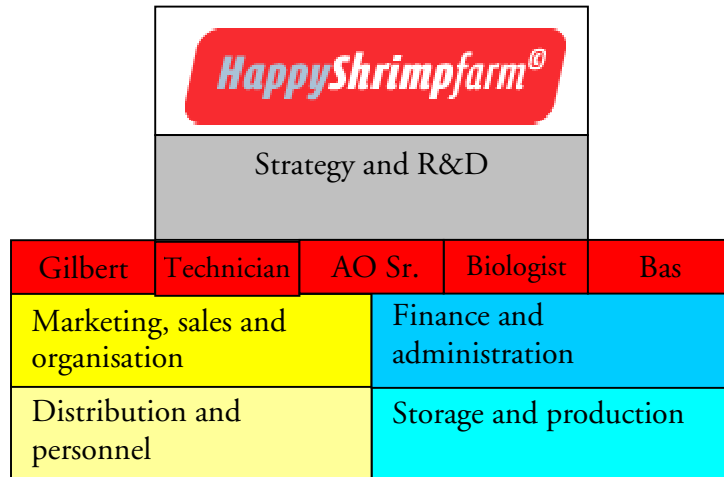 HappyShrimpfarm©
Strategy and R&D
Gilbert Technician AO Sr. Biologist Bas
Marketing, sales and
organisation
Finance and
administration
Distribution and
personnel
Storage and production